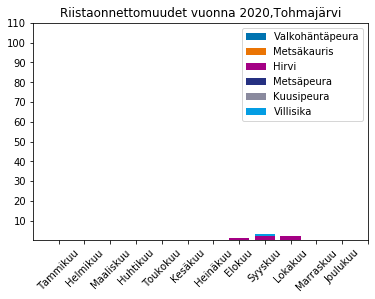 Riistaonnettomuudet vuonna 2020,Tohmajärvi
Valkohäntäpeura
Metsäkauris
Hirvi
Metsäpeura
Kuusipeura
Villisika
110
100
90
80
70
60
50
40
30
20
10
Tammikuu
Helmikuu
Maaliskuu
Huhtikuu
Toukokuu
Kesäkuu
Heinäkuu
Elokuu
Syyskuu
Lokakuu
Marraskuu
Joulukuu